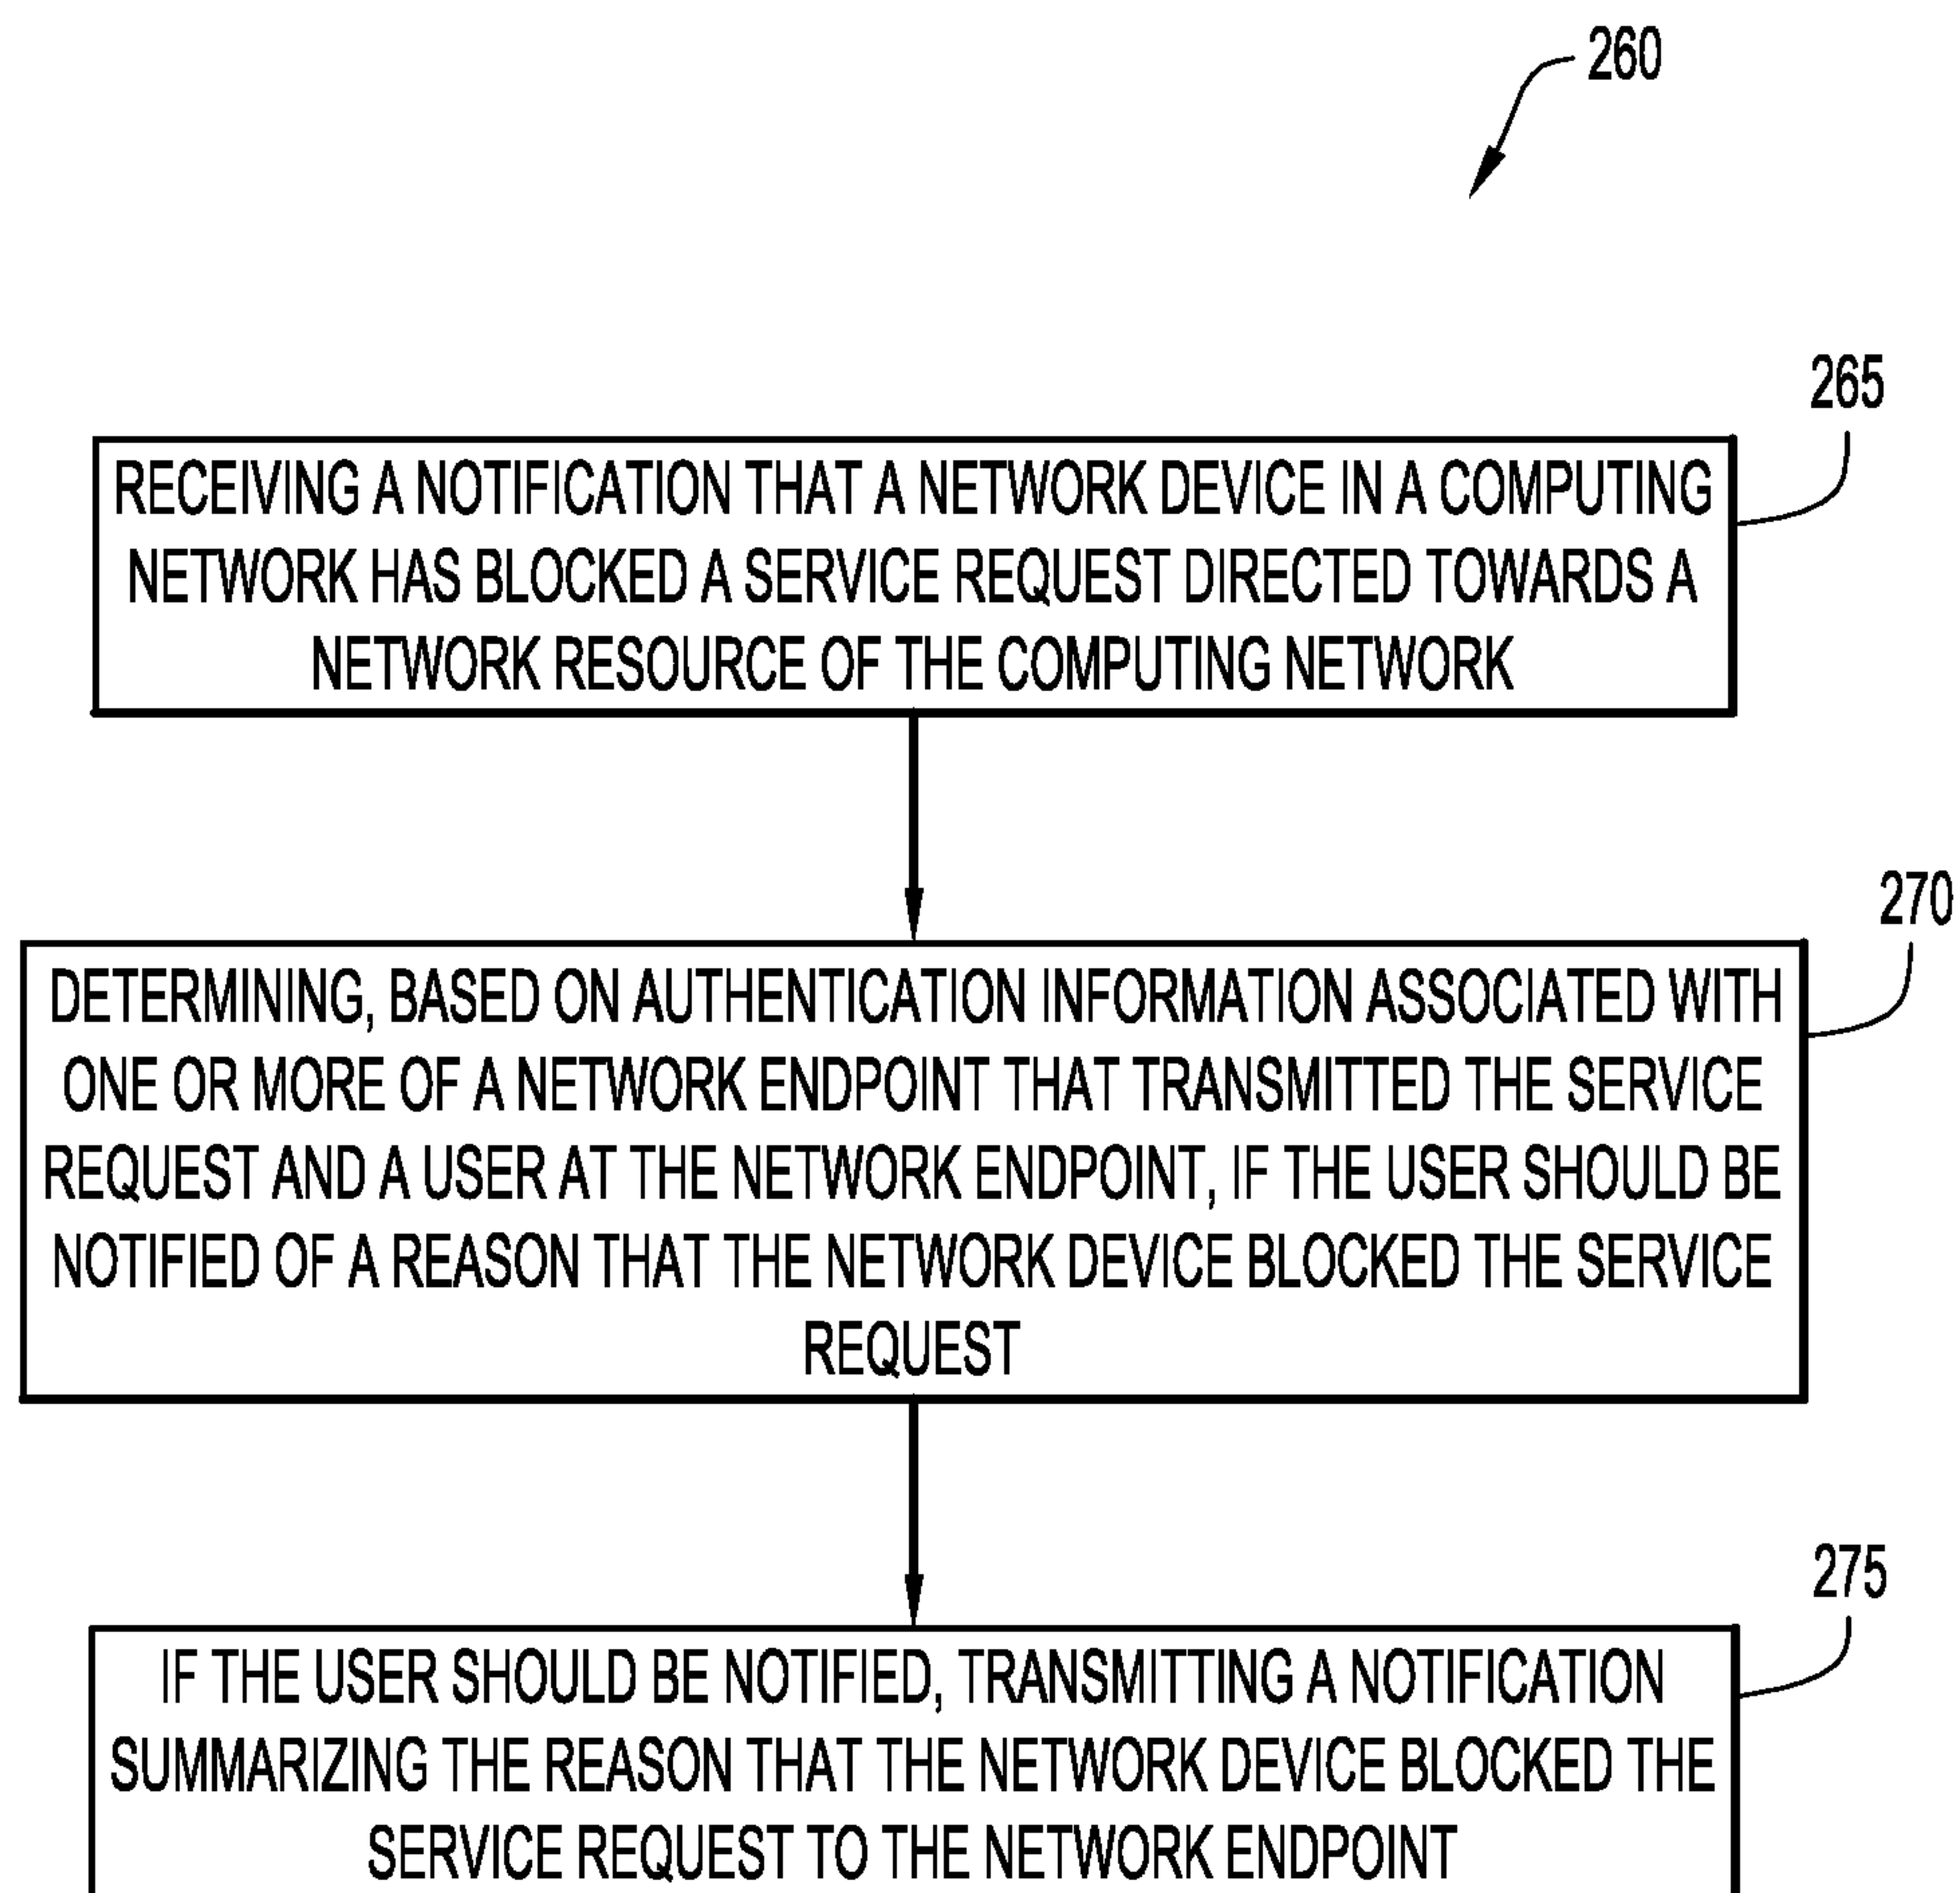 260
265
RECEIVING A NOTIFICATION THAT A NETWORK DEVICE IN A COMPUTING
NETWORK HAS BLOCKED A SERVICE REQUEST DIRECTED TOWARDS A
NETWORK RESOURCE OF THE COMPUTING NETWORK
270
DETERMINING, BASED ON AUTHENTICATION INFORMATION ASSOCIATED WITH
ONE OR MORE OF A NETWORK ENDPOINT THAT TRANSMITTED THE SERVICE
REQUEST AND A USER AT THE NETWORK ENDPOINT, IF THE USER SHOULD BE
NOTIFIED OF A REASON THAT THE NETWORK DEVICE BLOCKED THE SERVICE
REQUEST
275
IF THE USER SHOULD BE NOTIFIED, TRANSMITTING A NOTIFICATION
SUMMARIZING THE REASON THAT THE NETWORK DEVICE BLOCKED THE
SERVICE REQUEST TO THE NETWORK ENDPOINT